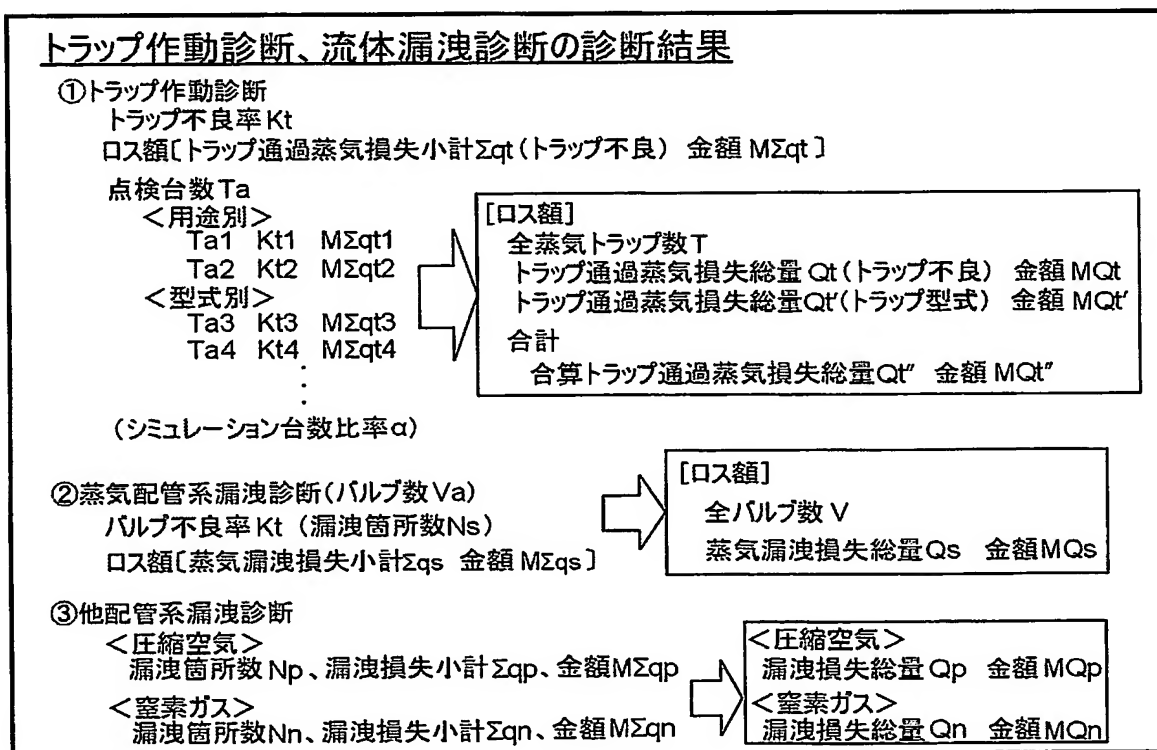 トラップ作動診断、流体漏洩診断の診断結果
①トラップ作動診断
トラップ不良率Kt
ロス額〔トラップ通過蒸気損失小計Σqt(トラップ不良) 金額 MΣqt〕
点検台数Ta
<用途別>
Ta1 Kt1 MΣqt1
Ta2 Kt2 MΣqt2
<型式別>
Ta3 Kt3 MΣqt3
Ta4 Kt4 MΣqt4
・
・
(シミュレーション台数比率α)
[ロス額]
全蒸気トラップ数T
トラップ通過蒸気損失総量Qt(トラップ不良) 金額 MQt
トラップ通過蒸気損失総量Qt′(トラップ型式) 金額 MQt′
合計
合算トラップ通過蒸気損失総量Qt″ 金額 MQt″
②蒸気配管系漏洩診断(バルブ数Va)
バルブ不良率Kt (漏洩箇所数Ns)
ロス額〔蒸気漏洩損失小計Σqs 金額 MΣqs〕
[ロス額]
全バルブ数 V
蒸気漏洩損失総量Qs 金額MQs
③他配管系漏洩診断
<圧縮空気>
漏洩箇所数Np、漏洩損失小計Σqp、金額MΣqp
<窒素ガス>
漏洩箇所数Nn、漏洩損失小計Σqn、金額MΣqn
<圧縮空気>
漏洩損失総量Qp 金額MQp
<窒素ガス>
漏洩損失総量Qn 金額MQn